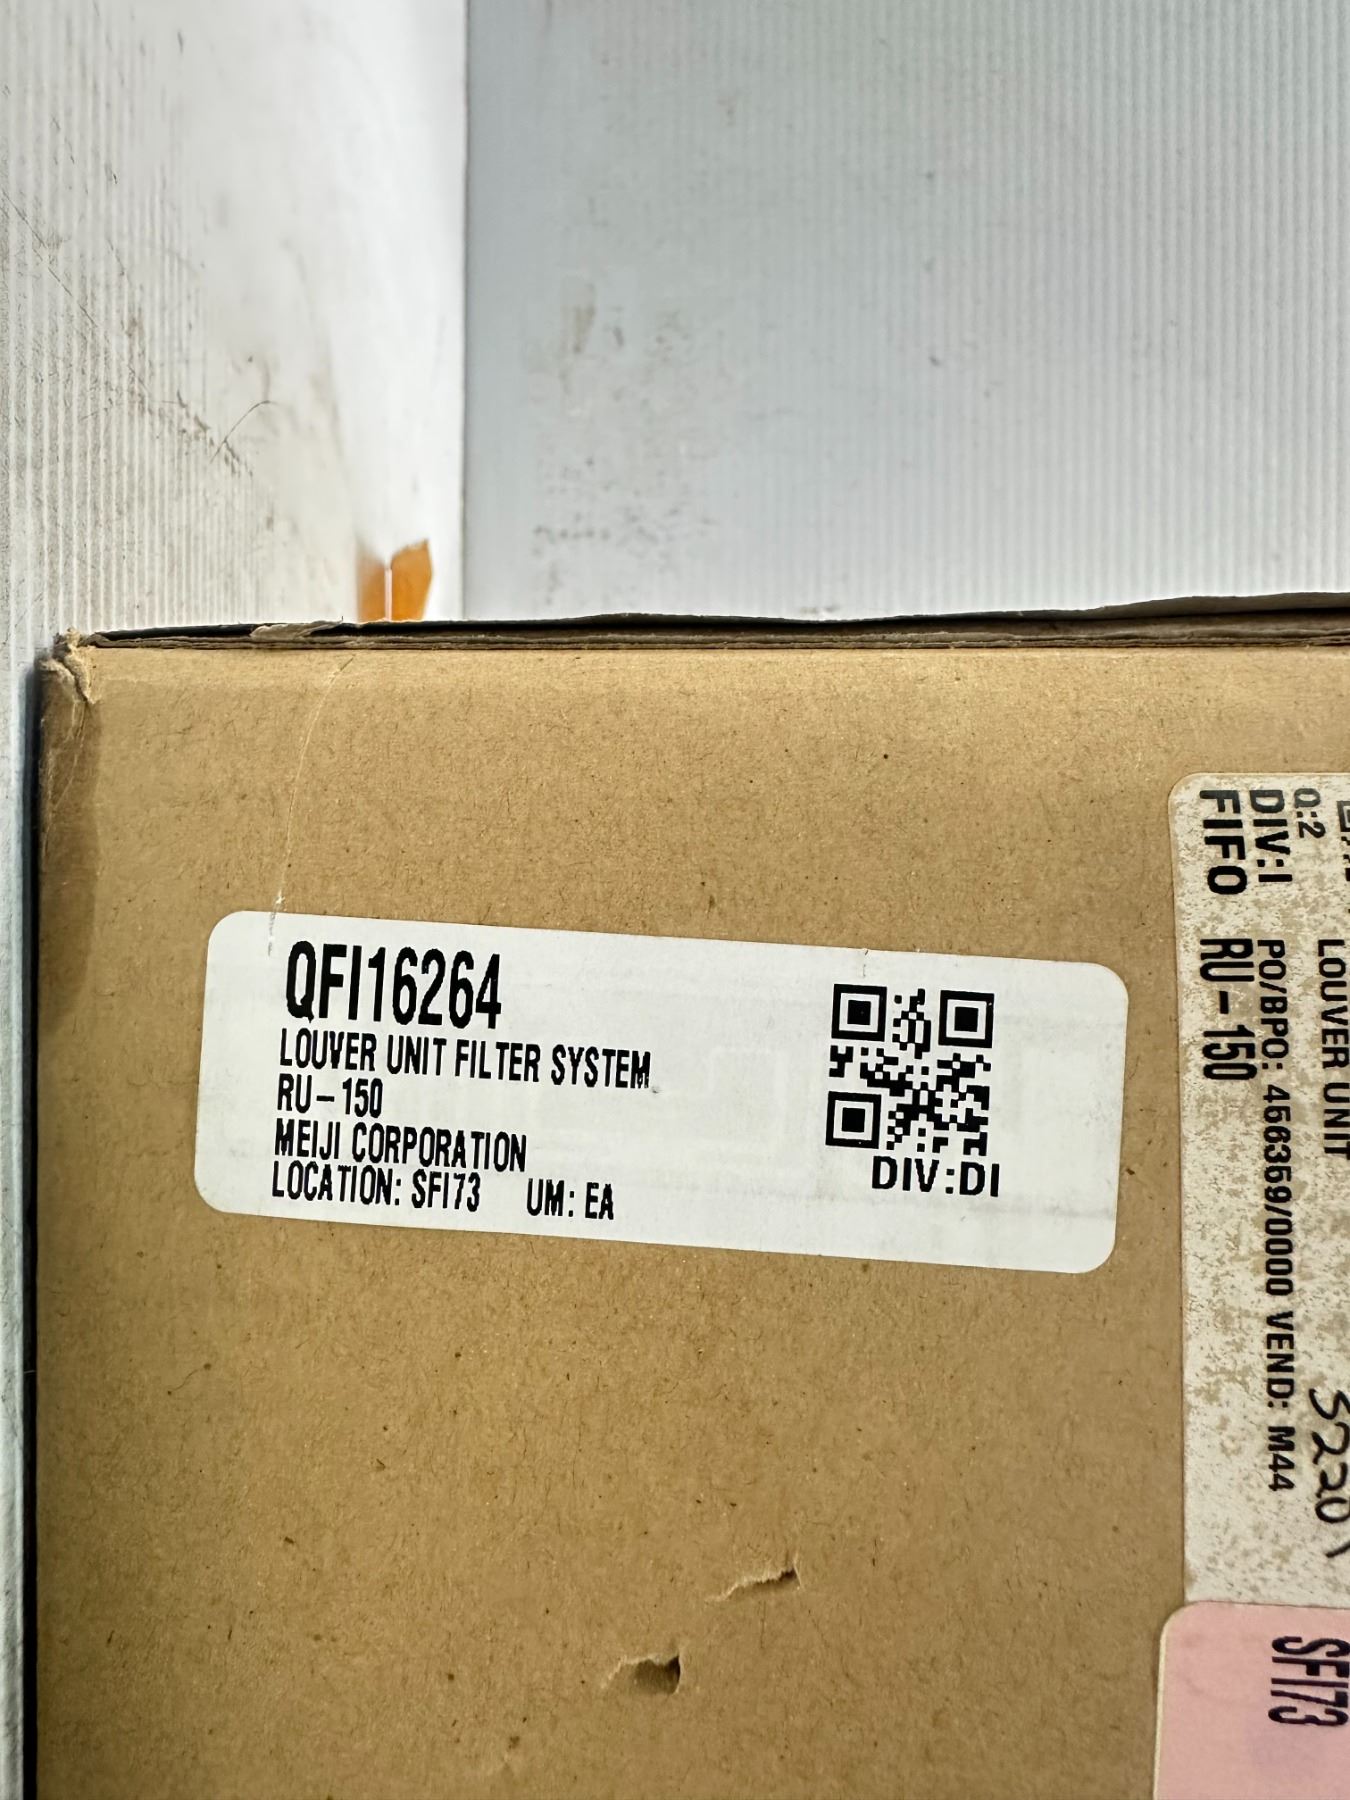 QFI16264
LOUVER UNIT FILTER SYSTEM
RU-150
MEIJI CORPORATION
LOCATION: SFI73 UM: EA
DIV:DI
LOUVER UNIT
Q:2
PO/BPO: 456359/0000 VEND: M44
DIV:I
FIFO RU-150
SFI73